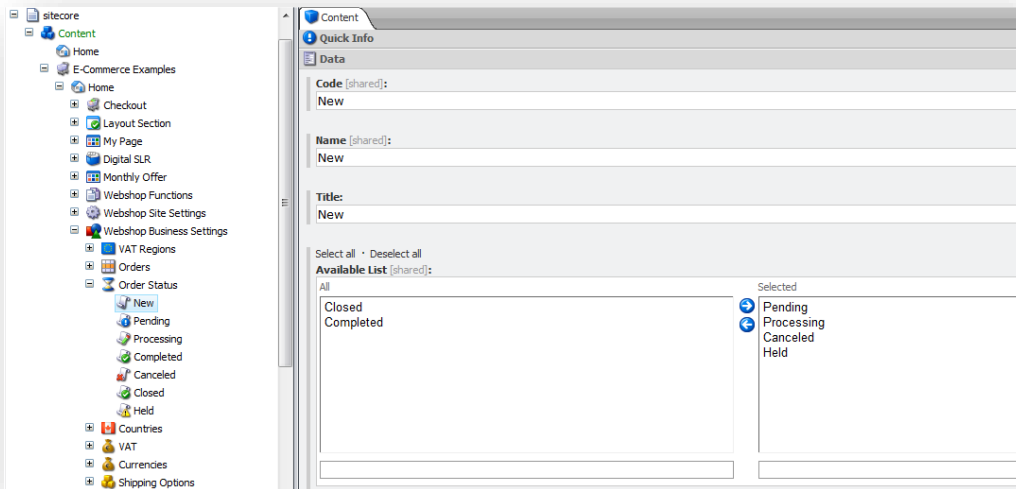 sitecore
Content
Home
E-Commerce Examples
Home
Checkout
Layout Section
My Page
Digital SLR
Monthly Offer
Webshop Functions
Webshop Site Settings
Webshop Business Settings
VAT Regions
Orders
Order Status
New
Pending
Processing
Completed
Canceled
Closed
Held
Countries
VAT
Currencies
Shipping Options
Content
Quick Info
Data
Code [shared]:
New
Name [shared]:
New
Title:
New
Select all · Deselect all
Available List [shared]:
All
Closed
Completed
Selected
Pending
Processing
Canceled
Held